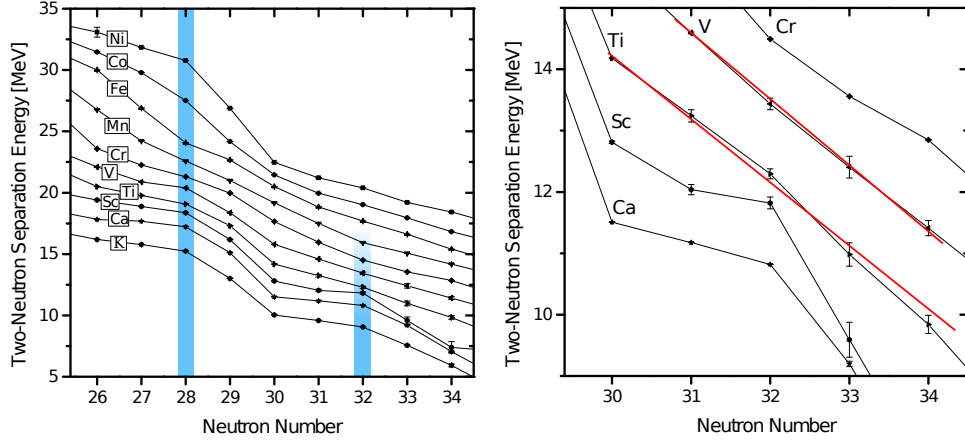 Two-Neutron Separation Energy [MeV]
35
30
25
20
15
10
5
Ni
Co
Fe
Mn
Cr
V
Ti
Sc
Ca
K
26 27 28 29 30 31 32 33 34
Neutron Number
Two-Neutron Separation Energy [MeV]
14
12
10
Ti
V
Cr
Sc
Ca
30 31 32 33 34
Neutron Number